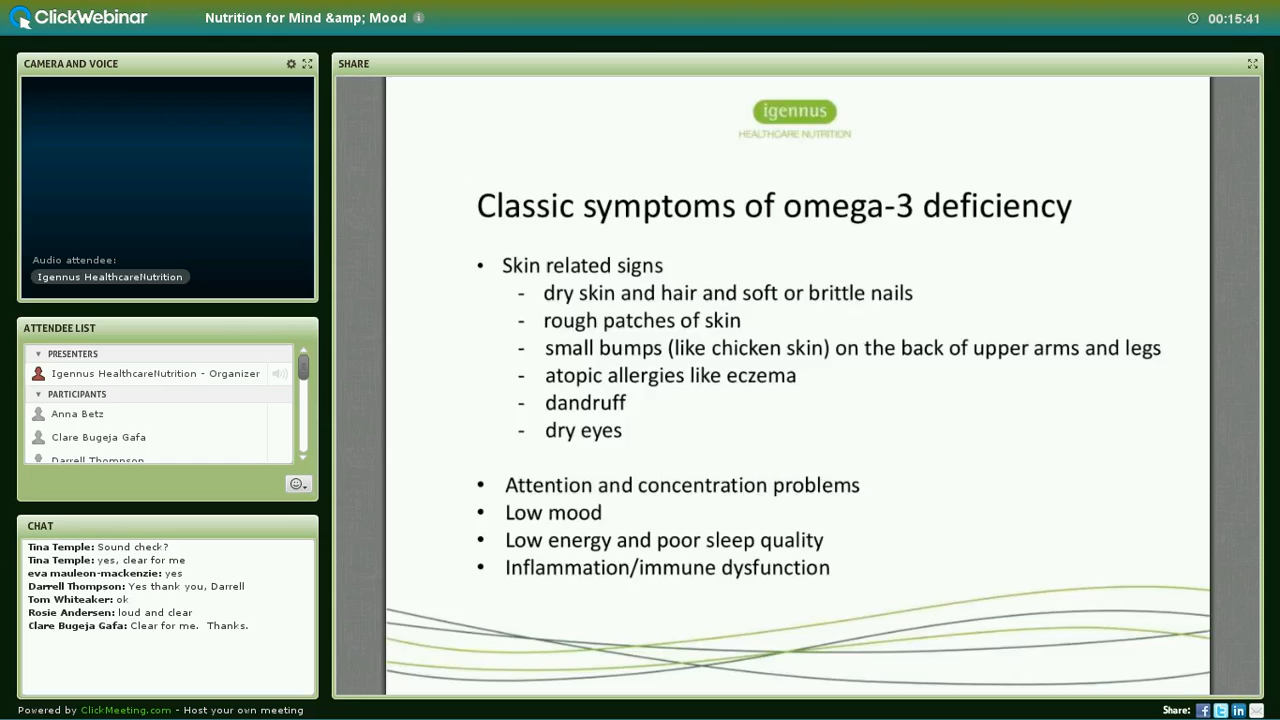 ClickWebinar
Nutrition for Mind &amp; Mood
00:15:41
CAMERA AND VOICE
Audio attendee:
Igennus HealthcareNutrition
ATTENDEE LIST
PRESENTERS
Igennus HealthcareNutrition - Organizer
PARTICIPANTS
Anna Betz
Clare Bugeja Gafa
Darrell Thompson
CHAT
Tina Temple: Sound check?
Tina Temple: yes, clear for me
eva mauleon-mackenzie: yes
Darrell Thompson: Yes thank you, Darrell
Tom Whiteaker: ok
Rosie Andersen: loud and clear
Clare Bugeja Gafa: Clear for me. Thanks.
SHARE
igennus
HEALTHCARE NUTRITION
Classic symptoms of omega-3 deficiency
• Skin related signs
- dry skin and hair and soft or brittle nails
- rough patches of skin
- small bumps (like chicken skin) on the back of upper arms and legs
- atopic allergies like eczema
- dandruff
- dry eyes
• Attention and concentration problems
• Low mood
• Low energy and poor sleep quality
• Inflammation/immune dysfunction
Powered by ClickMeeting.com - Host your own meeting
Share: